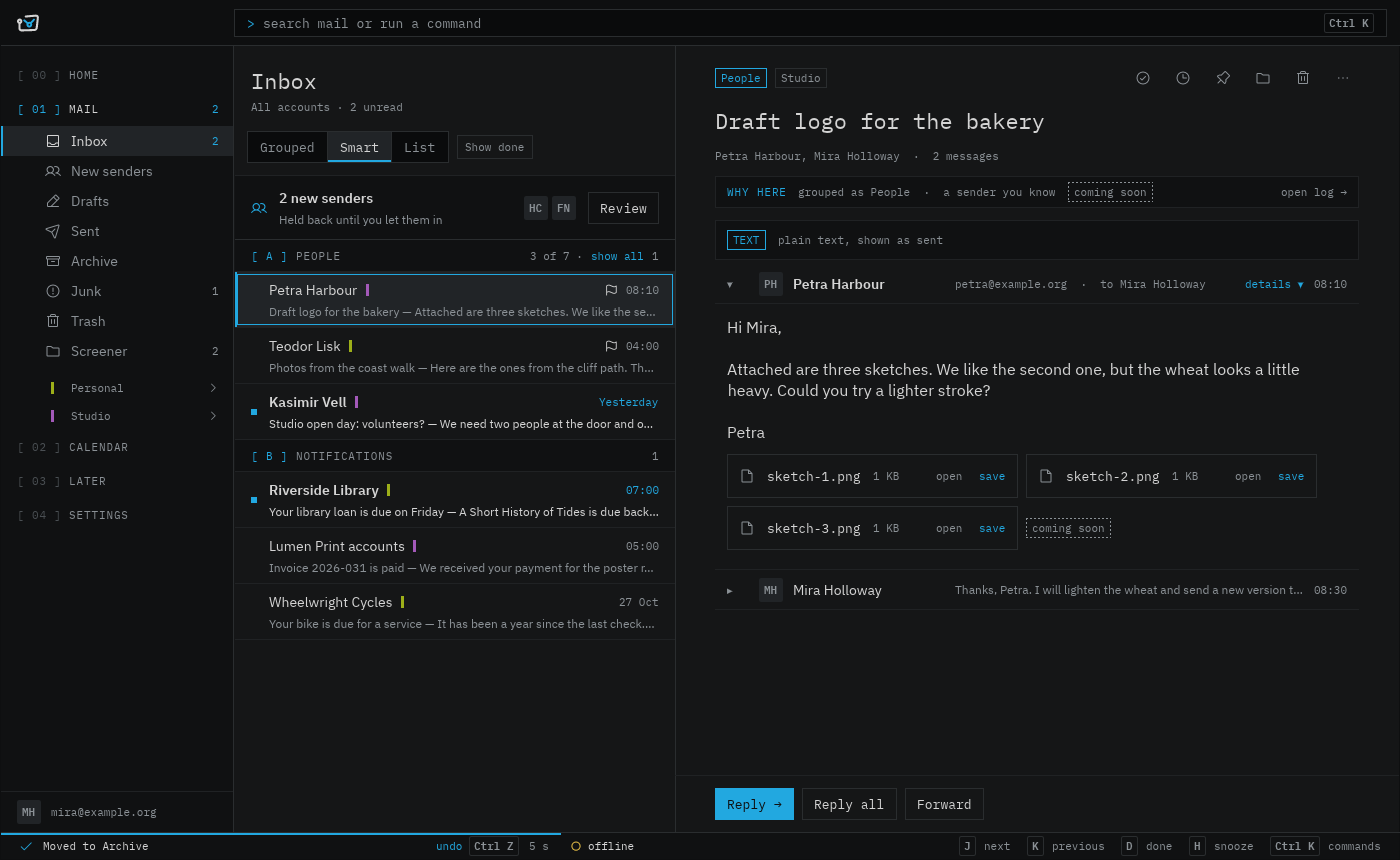 > search mail or run a command Ctrl K
[ 00 ] HOME
[ 01 ] MAIL 2
Inbox 2
New senders
Drafts
Sent
Archive
Junk 1
Trash
Screener 2
Personal
Studio
[ 02 ] CALENDAR
[ 03 ] LATER
[ 04 ] SETTINGS
MH mira@example.org
Inbox
All accounts · 2 unread
Grouped Smart List Show done
2 new senders
Held back until you let them in
HC FN Review
[ A ] PEOPLE 3 of 7 · show all 1
Petra Harbour 08:10
Draft logo for the bakery — Attached are three sketches. We like the se…
Teodor Lisk 04:00
Photos from the coast walk — Here are the ones from the cliff path. Th…
Kasimir Vell Yesterday
Studio open day: volunteers? — We need two people at the door and o…
[ B ] NOTIFICATIONS 1
Riverside Library 07:00
Your library loan is due on Friday — A Short History of Tides is due back…
Lumen Print accounts 05:00
Invoice 2026-031 is paid — We received your payment for the poster r…
Wheelwright Cycles 27 Oct
Your bike is due for a service — It has been a year since the last check.…
People Studio ···
Draft logo for the bakery
Petra Harbour, Mira Holloway · 2 messages
WHY HERE grouped as People · a sender you know coming soon open log →
TEXT plain text, shown as sent
▾ PH Petra Harbour petra@example.org · to Mira Holloway details ▾ 08:10
Hi Mira,
Attached are three sketches. We like the second one, but the wheat looks a little
heavy. Could you try a lighter stroke?
Petra
sketch-1.png 1 KB open save
sketch-2.png 1 KB open save
sketch-3.png 1 KB open save
coming soon
▸ MH Mira Holloway Thanks, Petra. I will lighten the wheat and send a new version t… 08:30
Reply → Reply all Forward
Moved to Archive undo Ctrl Z 5 s offline J next K previous D done H snooze Ctrl K commands